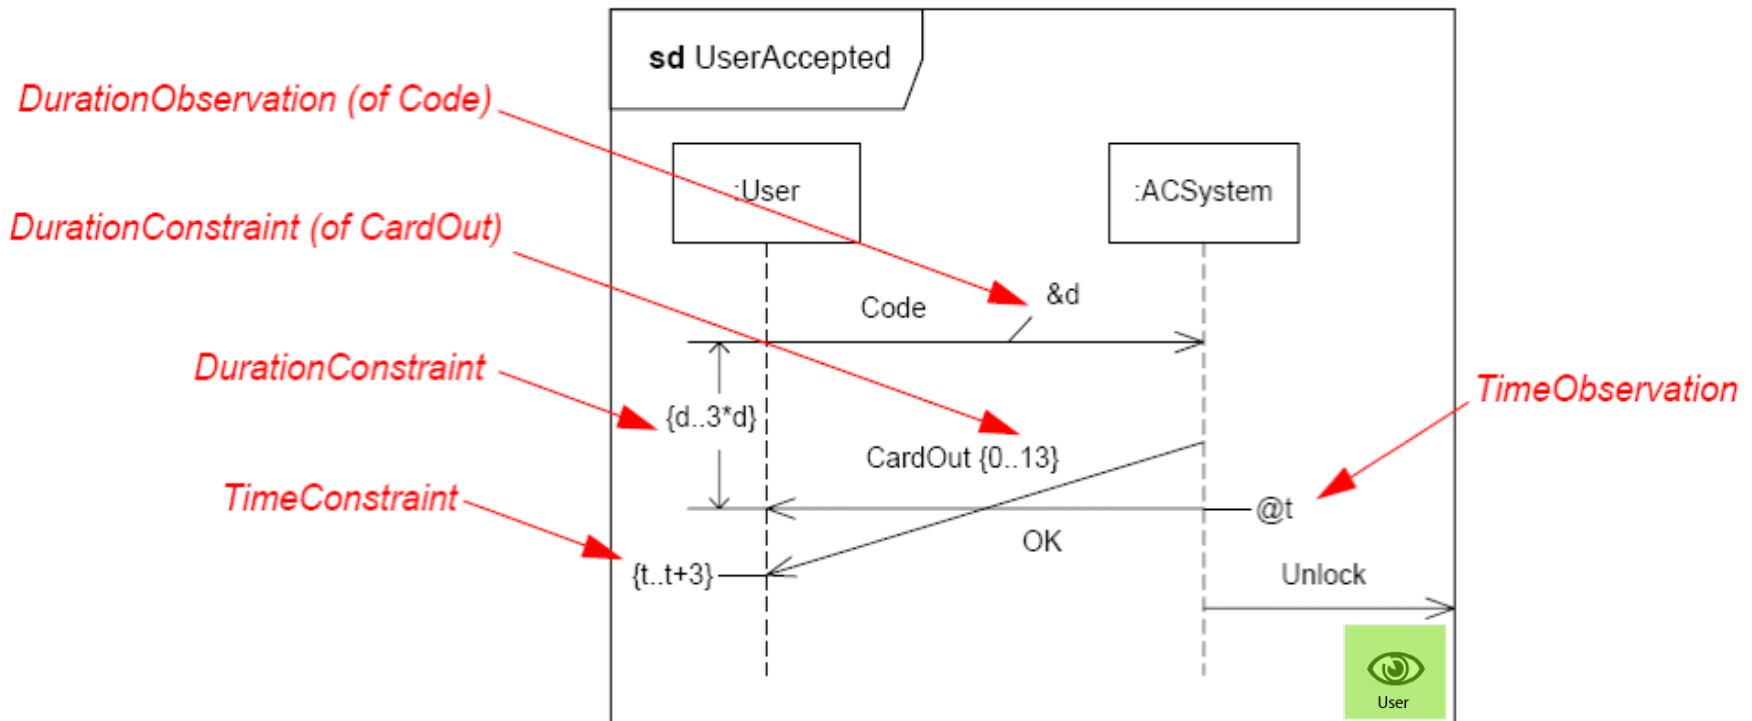 sd UserAccepted
DurationObservation (of Code)
:User
:ACSystem
DurationConstraint (of CardOut)
&d
Code
DurationConstraint
TimeObservation
{d..3*d}
CardOut {0..13}
TimeConstraint
@t
OK
{t..t+3}
Unlock
User